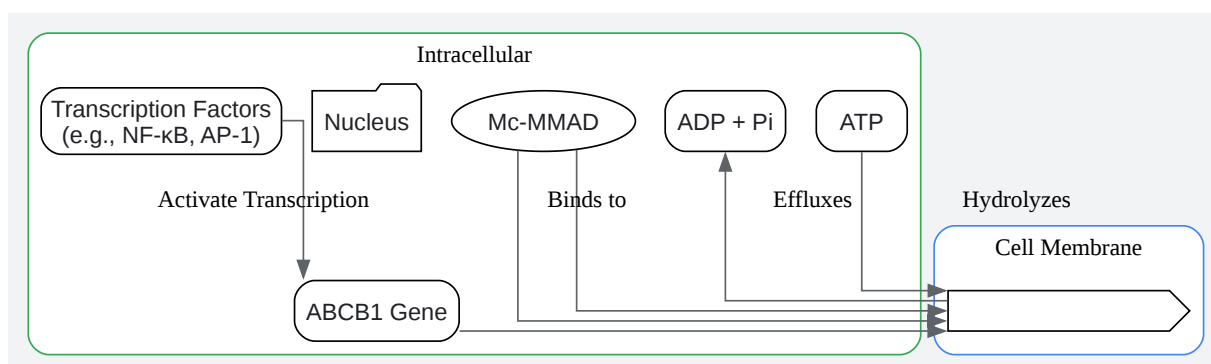 Intracellular
Transcription Factors
(e.g., NF-κB, AP-1)
Nucleus
Mc-MMAD
ADP + Pi
ATP
Activate Transcription
Binds to
Effluxes
Hydrolyzes
Cell Membrane
ABCB1 Gene